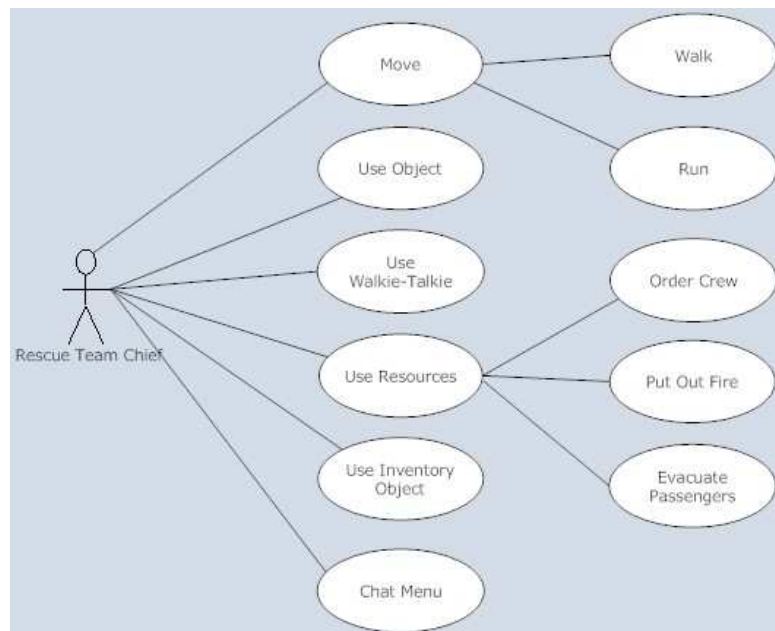 Move
Walk
Run
Use Object
Use
Walkie-Talkie
Rescue Team Chief
Use Resources
Order Crew
Put Out Fire
Evacuate
Passengers
Use Inventory
Object
Chat Menu